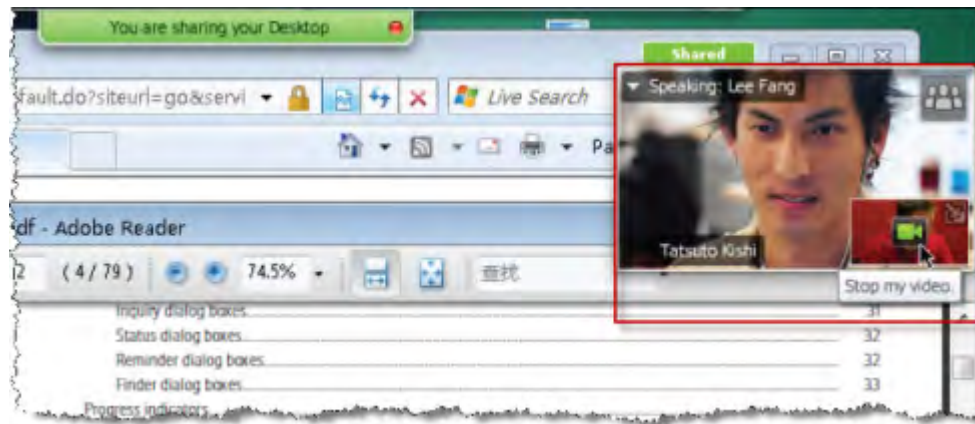 You are sharing your Desktop
Shared
fault.do?siteurl=go&servi
Live Search
Speaking: Lee Fang
Pa
df - Adobe Reader
2 (4 / 79) 74.5% 查找
Tatsuto Kishi
Stop my video.
Inquiry dialog boxes 31
Status dialog boxes 32
Reminder dialog boxes 32
Finder dialog boxes 33
Progress indicators